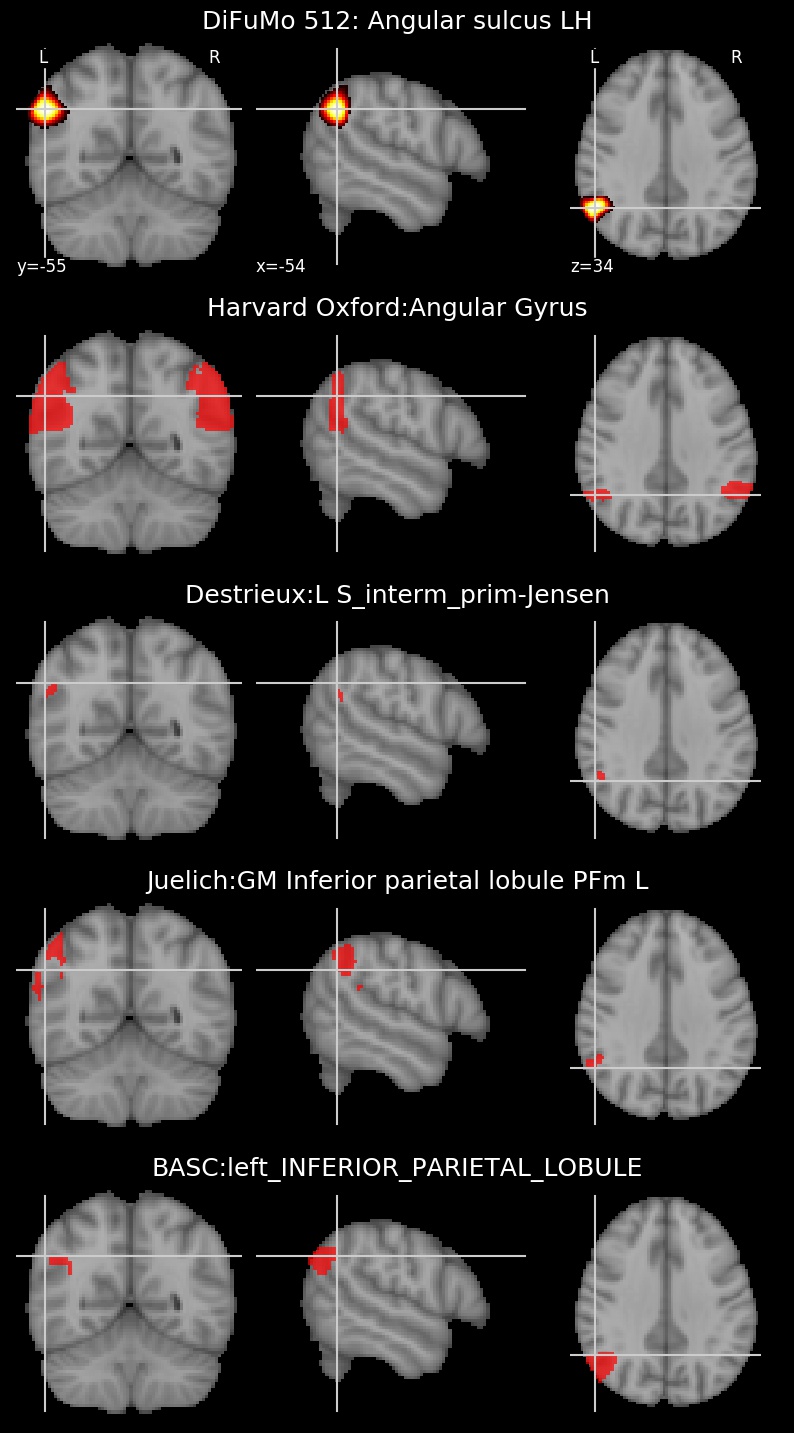 DiFuMo 512: Angular sulcus LH
L R L R
y=-55 x=-54 z=34
Harvard Oxford:Angular Gyrus
Destrieux:L S_interm_prim-Jensen
Juelich:GM Inferior parietal lobule PFm L
BASC:left_INFERIOR_PARIETAL_LOBULE